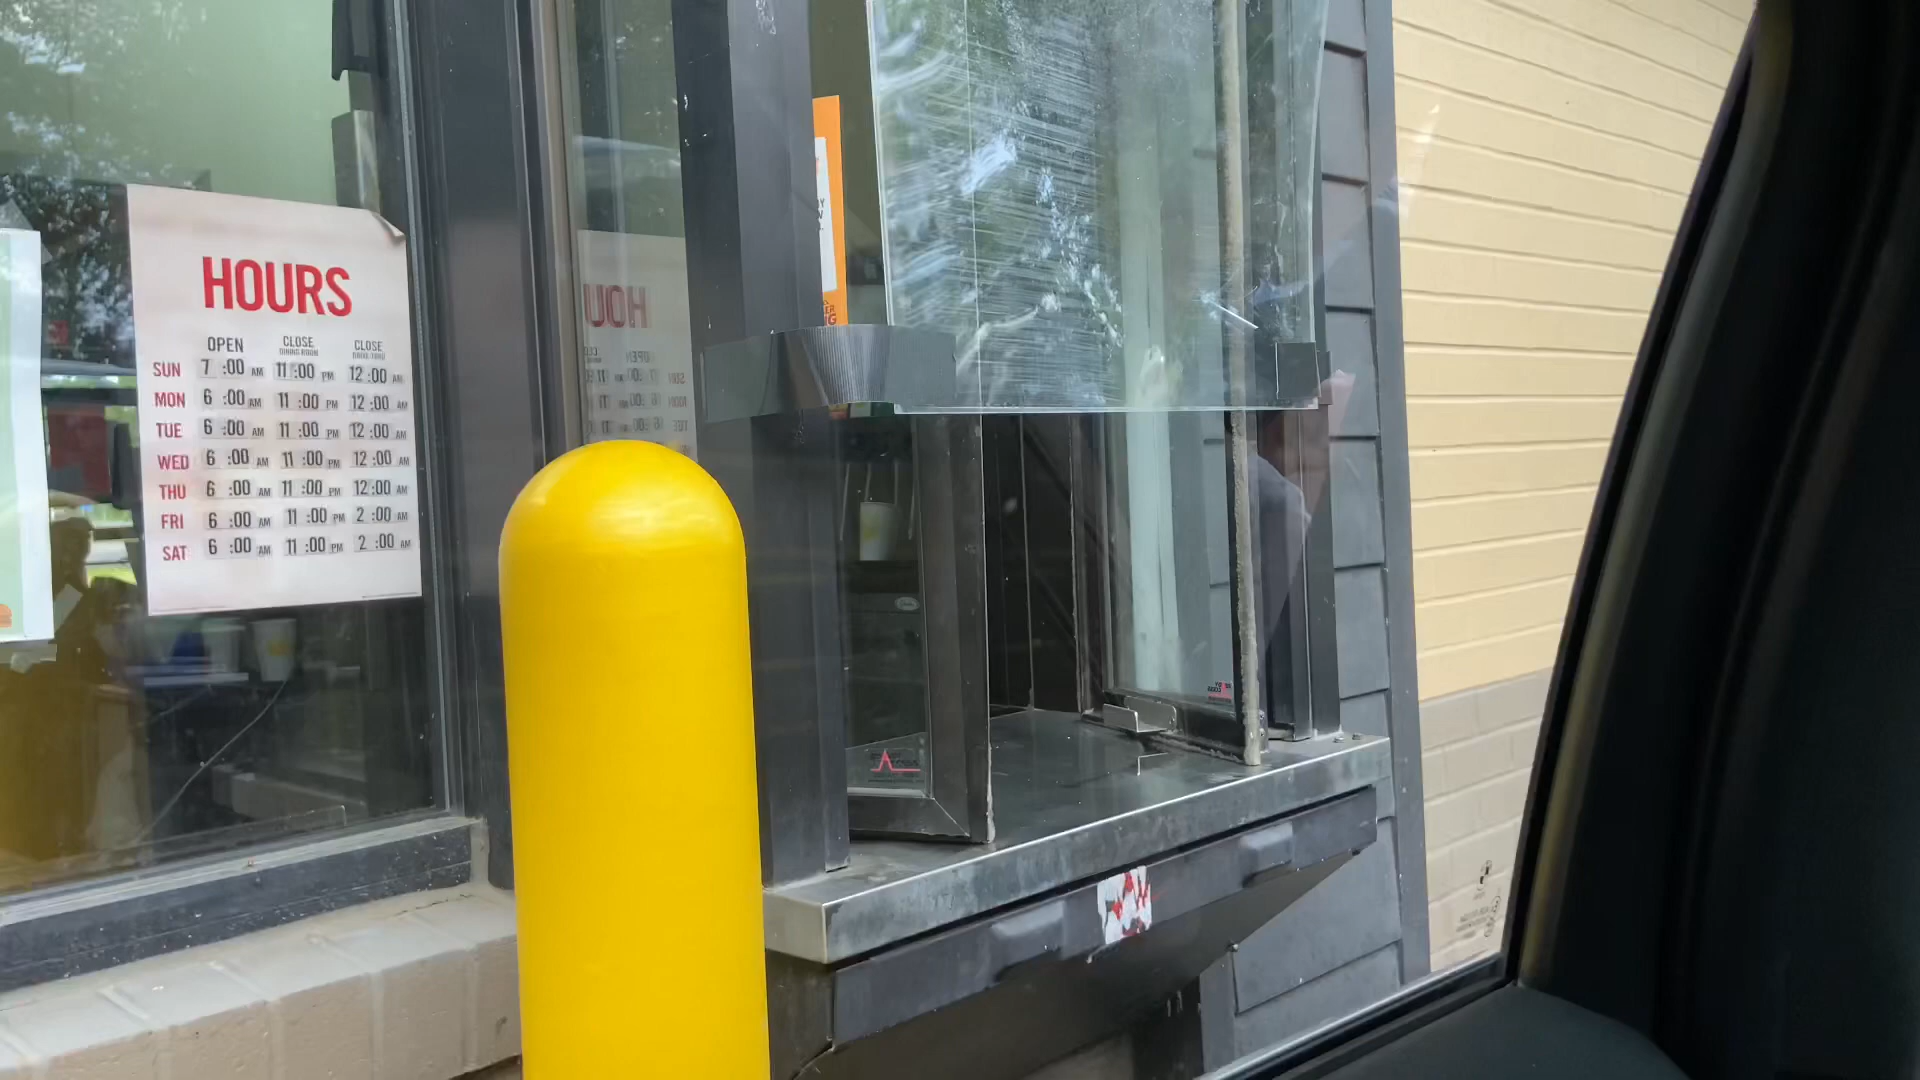 HOURS
OPEN CLOSE CLOSE
DINING ROOM DRIVE-THRU
SUN 7:00 AM 11:00 PM 12:00 AM
MON 6:00 AM 11:00 PM 12:00 AM
TUE 6:00 AM 11:00 PM 12:00 AM
WED 6:00 AM 11:00 PM 12:00 AM
THU 6:00 AM 11:00 PM 12:00 AM
FRI 6:00 AM 11:00 PM 2:00 AM
SAT 6:00 AM 11:00 PM 2:00 AM